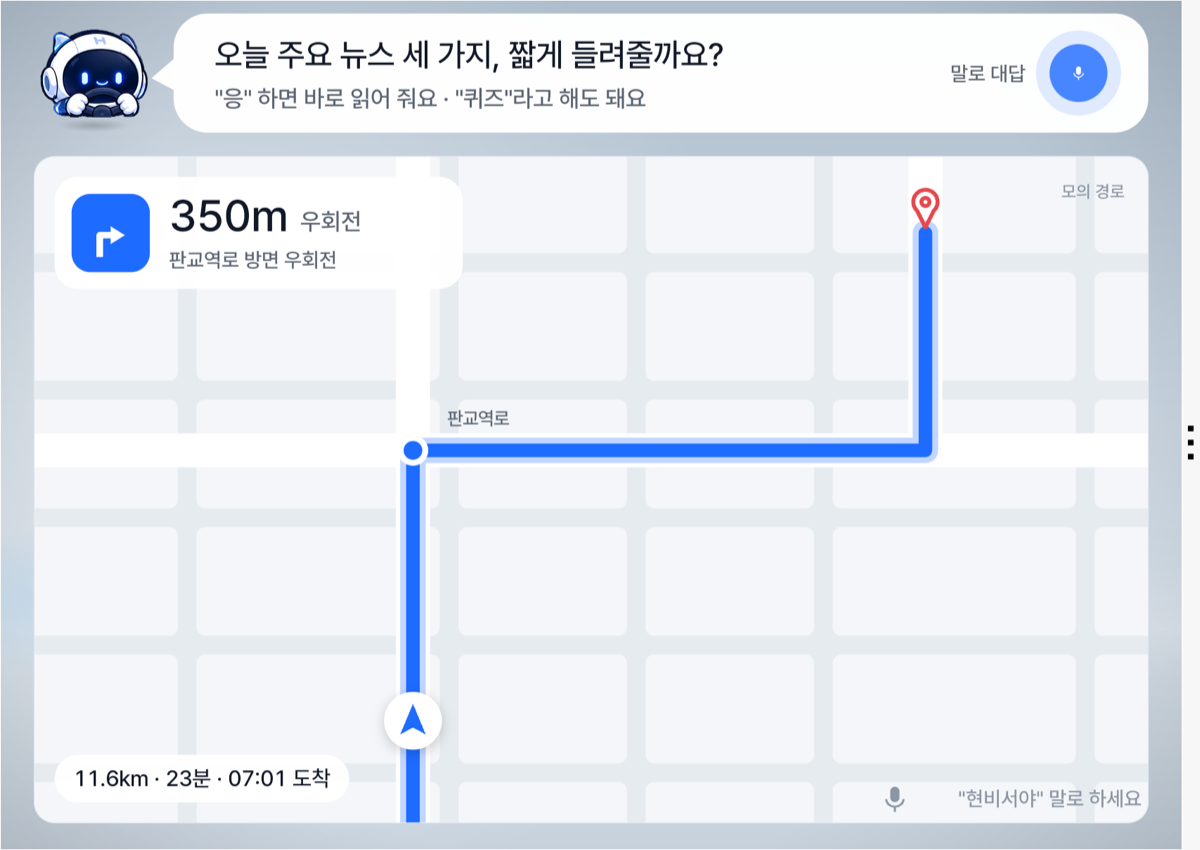 오늘 주요 뉴스 세 가지, 짧게 들려줄까요?
"응" 하면 바로 읽어 줘요 · "퀴즈"라고 해도 돼요
말로 대답
350m 우회전
판교역로 방면 우회전
모의 경로
판교역로
11.6km · 23분 · 07:01 도착
"현비서야" 말로 하세요